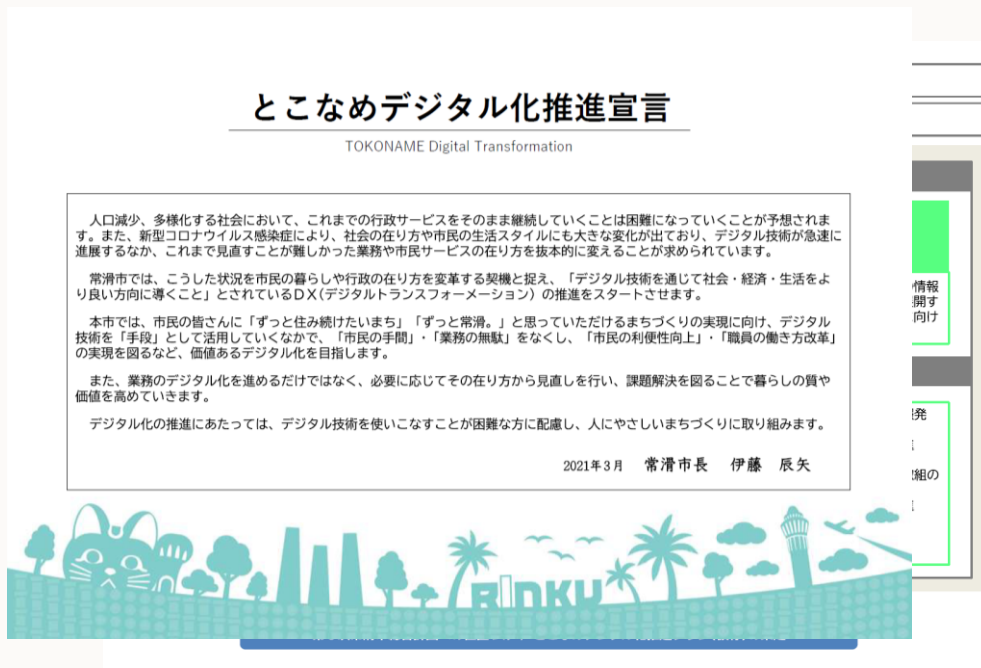 とこなめデジタル化推進宣言
TOKONAME Digital Transformation
人口減少、多様化する社会において、これまでの行政サービスをそのまま継続していくことは困難になっていくことが予想されま
す。また、新型コロナウイルス感染症により、社会の在り方や市民の生活スタイルにも大きな変化が出ており、デジタル技術が急速に
進展するなか、これまで見直すことが難しかった業務や市民サービスの在り方を抜本的に変えることが求められています。
常滑市では、こうした状況を市民の暮らしや行政の在り方を変革する契機と捉え、「デジタル技術を通じて社会・経済・生活をよ
り良い方向に導くこと」とされているＤＸ(デジタルトランスフォーメーション）の推進をスタートさせます。
本市では、市民の皆さんに「ずっと住み続けたいまち」「ずっと常滑。」と思っていただけるまちづくりの実現に向け、デジタル
技術を「手段」として活用していくなかで、「市民の手間」・「業務の無駄」をなくし、「市民の利便性向上」・「職員の働き方改革」
の実現を図るなど、価値あるデジタル化を目指します。
また、業務のデジタル化を進めるだけではなく、必要に応じてその在り方から見直しを行い、課題解決を図ることで暮らしの質や
価値を高めていきます。
デジタル化の推進にあたっては、デジタル技術を使いこなすことが困難な方に配慮し、人にやさしいまちづくりに取り組みます。
2021年3月 常滑市長 伊藤 辰矢
RINKU
情報
開す
向け
発
組の